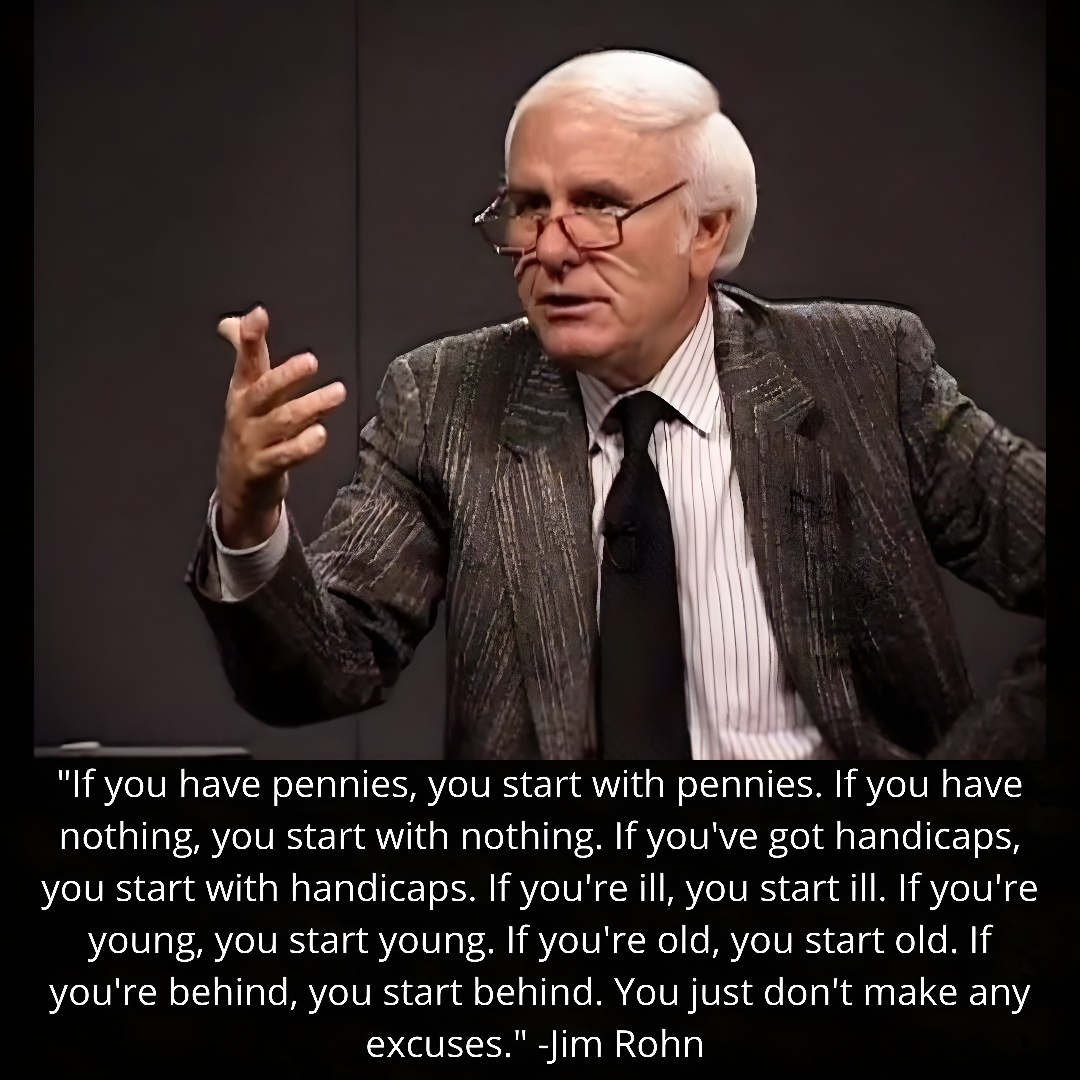 "If you have pennies, you start with pennies. If you have
nothing, you start with nothing. If you've got handicaps,
you start with handicaps. If you're ill, you start ill. If you're
young, you start young. If you're old, you start old. If
you're behind, you start behind. You just don't make any
excuses." -Jim Rohn